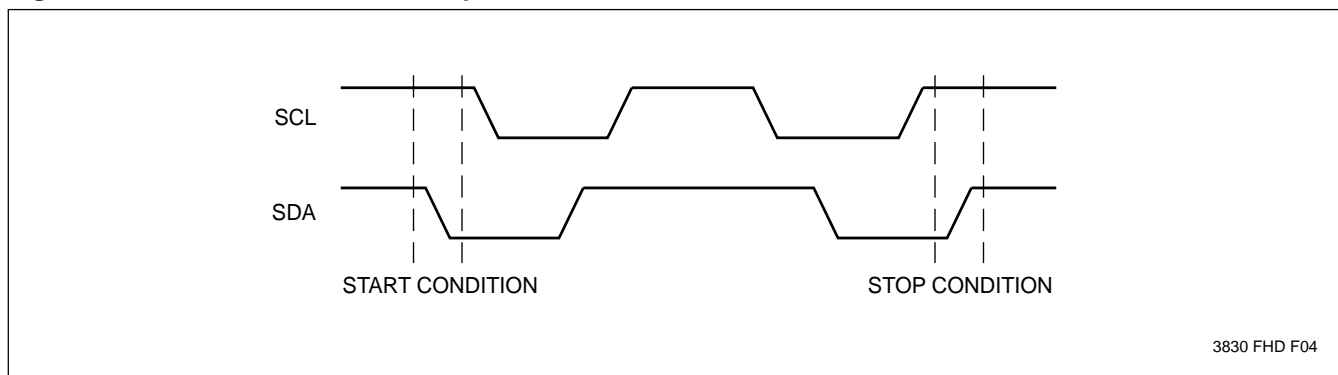 SCL
SDA
START CONDITION
STOP CONDITION
3830 FHD F04